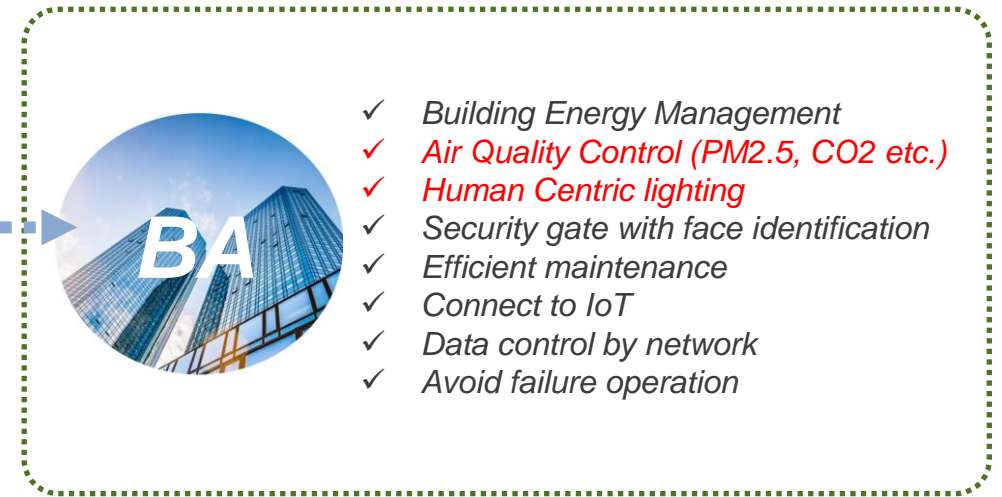 BA
✓ Building Energy Management
✓ Air Quality Control (PM2.5, CO2 etc.)
✓ Human Centric lighting
✓ Security gate with face identification
✓ Efficient maintenance
✓ Connect to IoT
✓ Data control by network
✓ Avoid failure operation